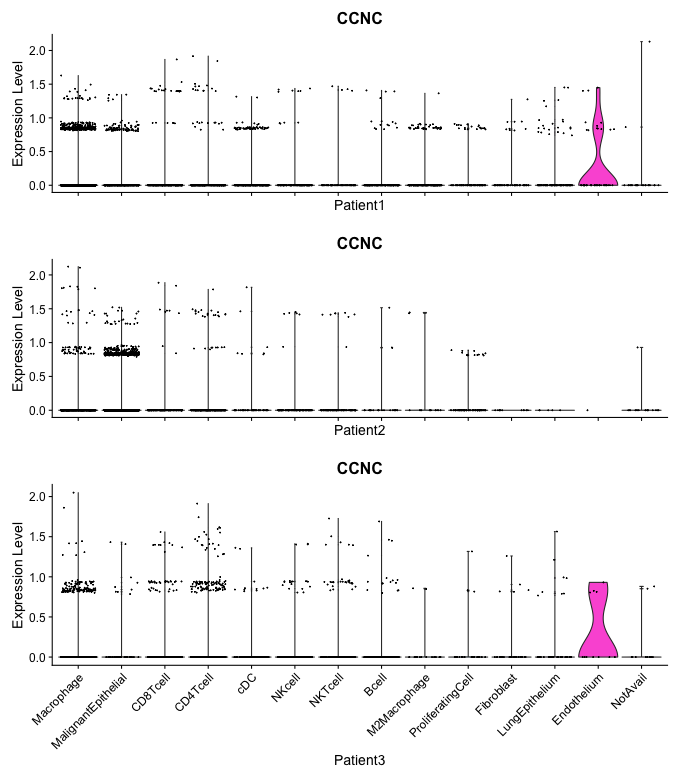 CCNC
Expression Level
2.0
1.5
1.0
0.5
0.0
Patient1
CCNC
Expression Level
2.0
1.5
1.0
0.5
0.0
Patient2
CCNC
Expression Level
2.0
1.5
1.0
0.5
0.0
Macrophage
MalignantEpithelial
CD8Tcell
CD4Tcell
cDC
NKcell
NKTcell
Bcell
M2Macrophage
ProliferatingCell
Fibroblast
LungEpithelium
Endothelium
NotAvail
Patient3